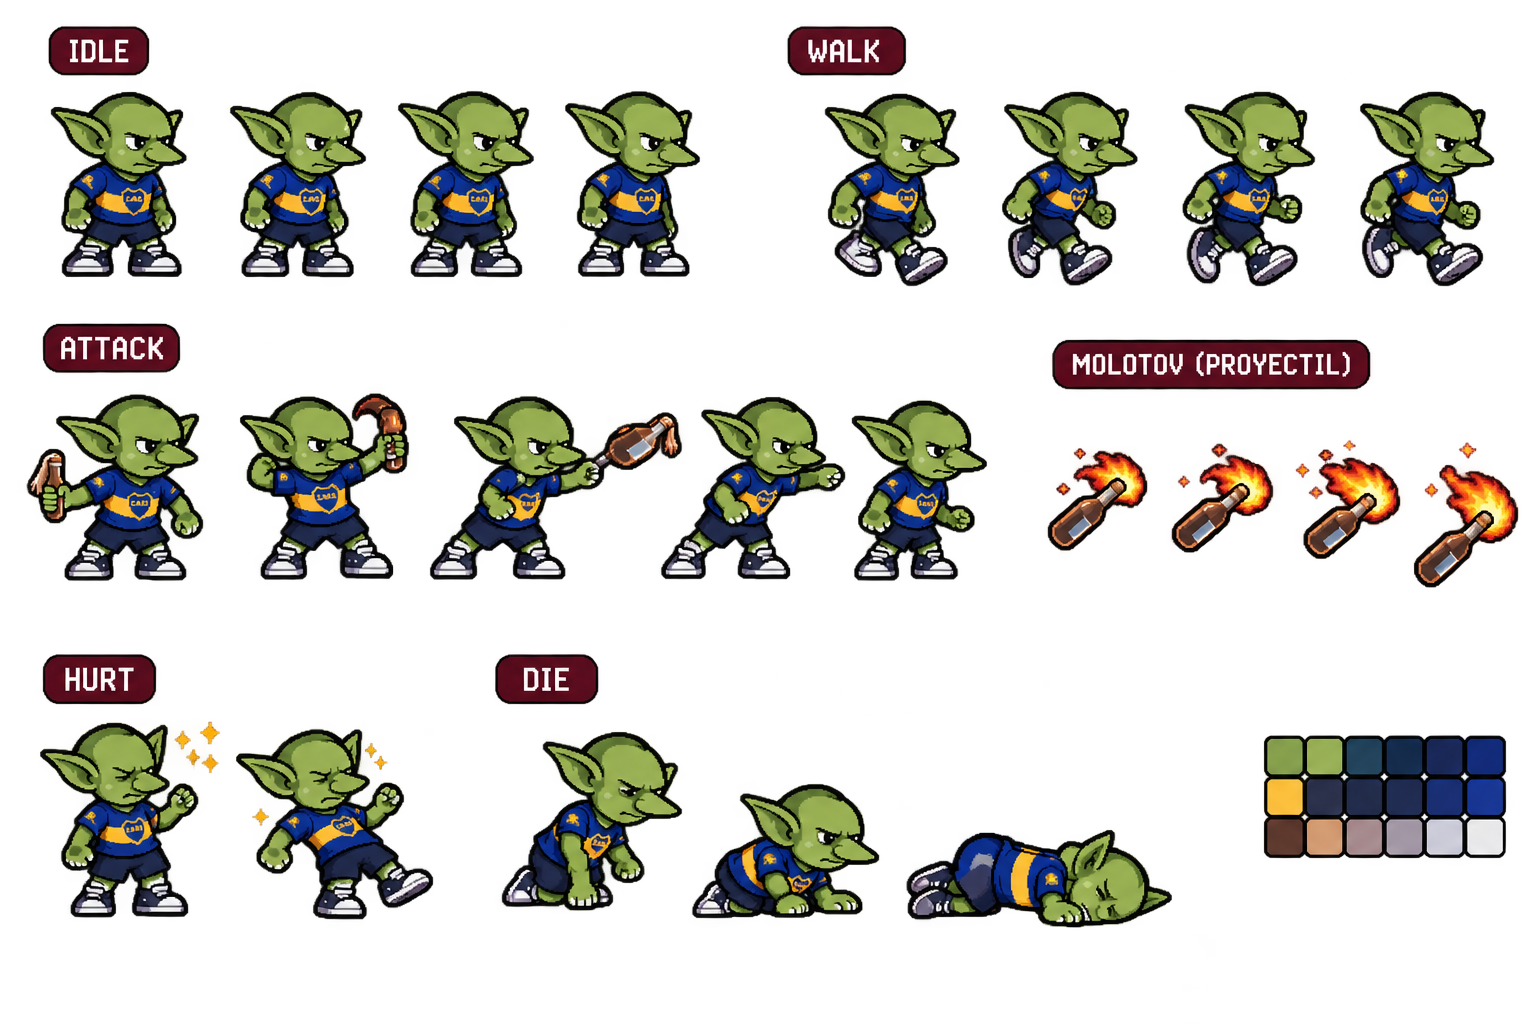 IDLE
WALK
ATTACK
MOLOTOV (PROYECTIL)
HURT
DIE